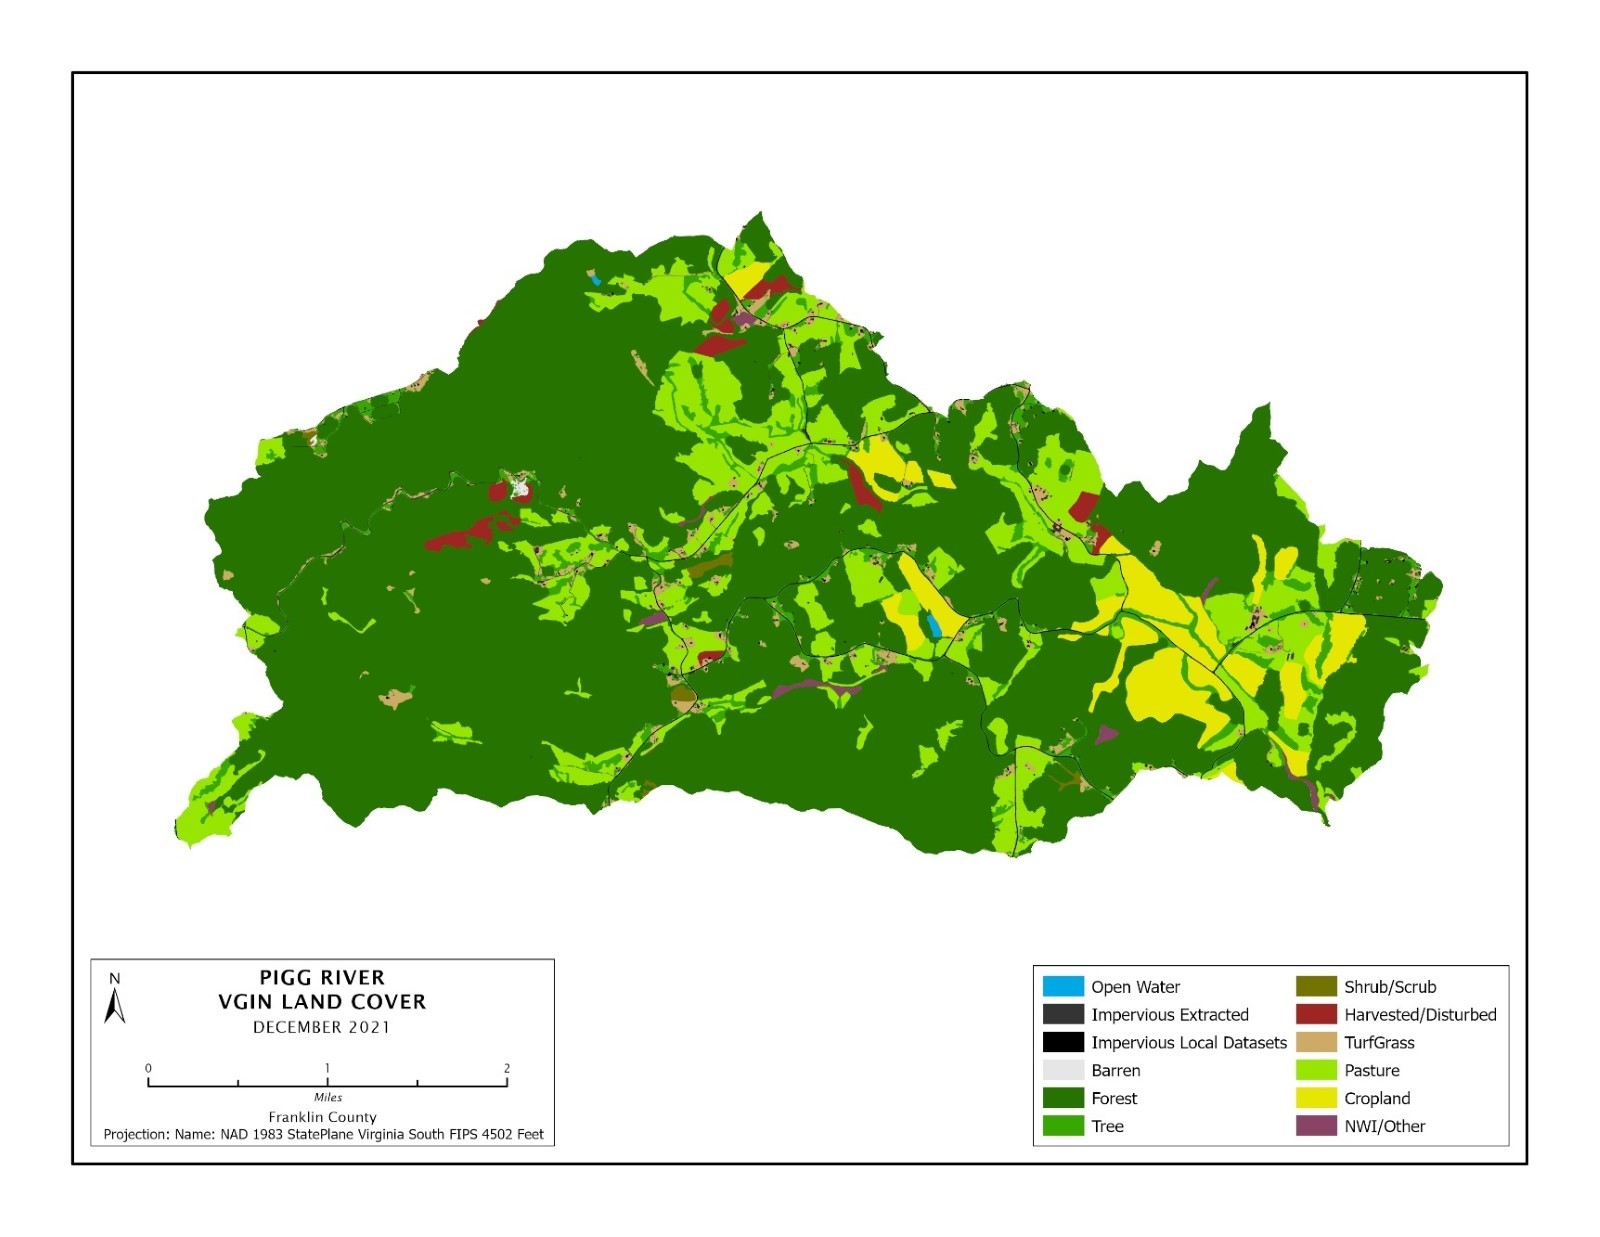 N
PIGG RIVER
VGIN LAND COVER
DECEMBER 2021
0 1 2
Miles
Franklin County
Projection: Name: NAD 1983 StatePlane Virginia South FIPS 4502 Feet
Open Water
Impervious Extracted
Impervious Local Datasets
Barren
Forest
Tree
Shrub/Scrub
Harvested/Disturbed
TurfGrass
Pasture
Cropland
NWI/Other